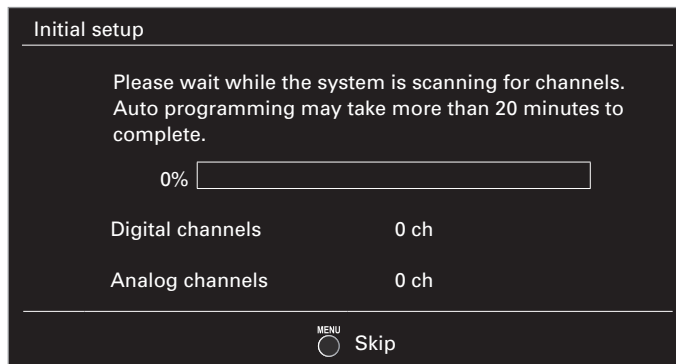 Initial setup
Please wait while the system is scanning for channels.
Auto programming may take more than 20 minutes to
complete.
0%
Digital channels 0 ch
Analog channels 0 ch
MENU
Skip